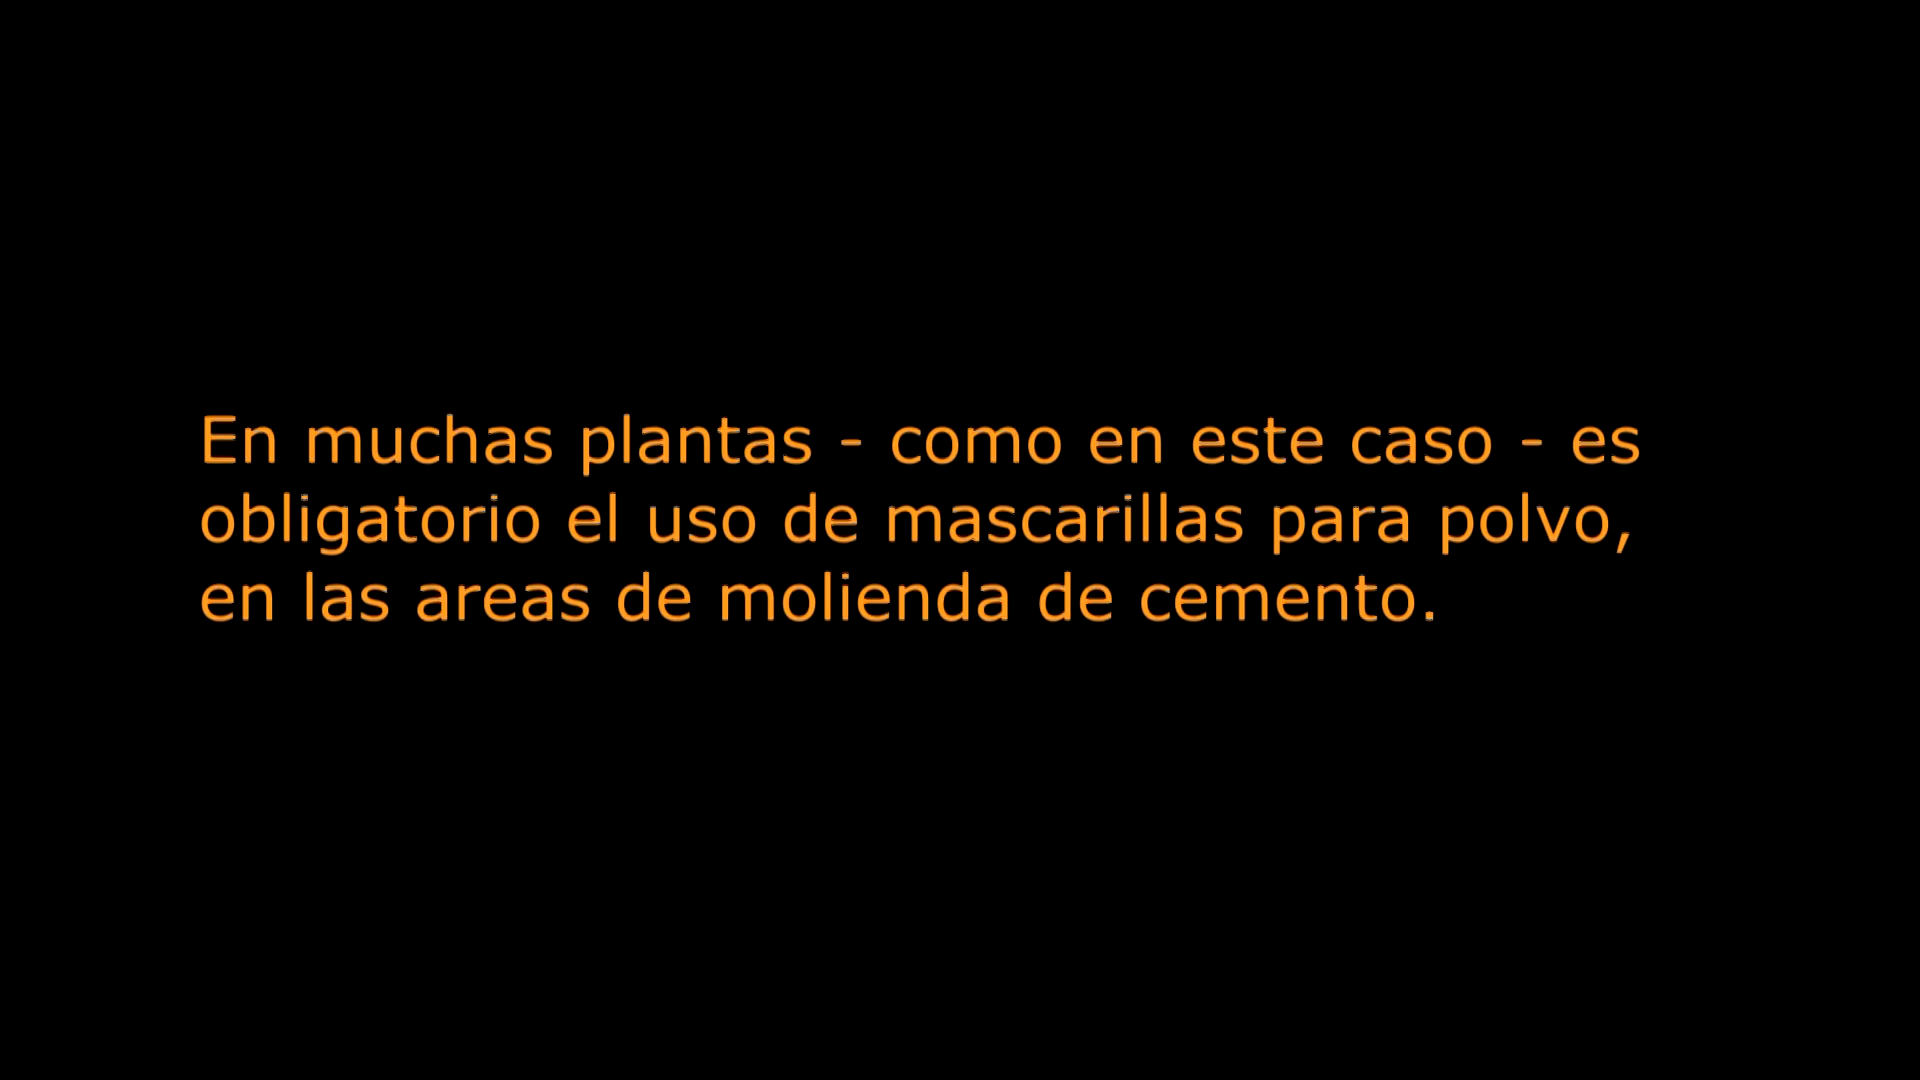 En muchas plantas - como en este caso - es
obligatorio el uso de mascarillas para polvo,
en las areas de molienda de cemento.